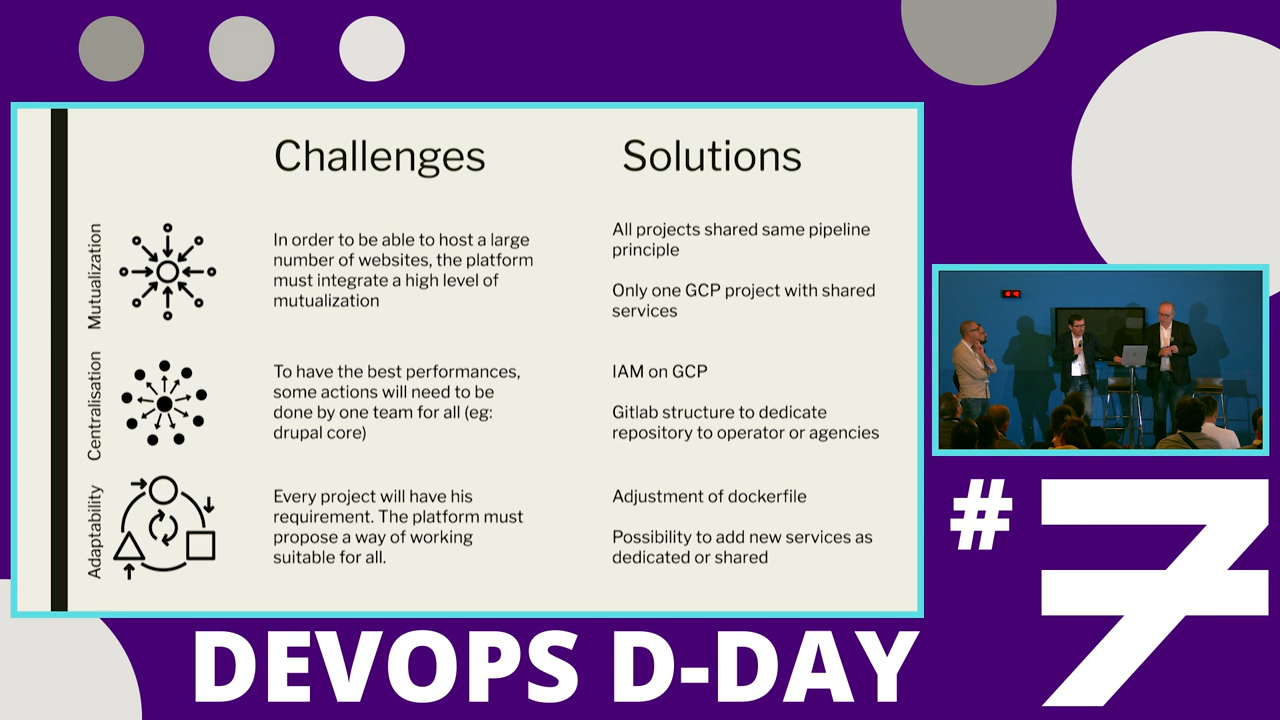 Challenges
Solutions
Mutualization
In order to be able to host a large
number of websites, the platform
must integrate a high level of
mutualization
All projects shared same pipeline
principle
Only one GCP project with shared
services
Centralisation
To have the best performances,
some actions will need to be
done by one team for all (eg:
drupal core)
IAM on GCP
Gitlab structure to dedicate
repository to operator or agencies
Adaptability
Every project will have his
requirement. The platform must
propose a way of working
suitable for all.
Adjustment of dockerfile
Possibility to add new services as
dedicated or shared
#7
DEVOPS D-DAY